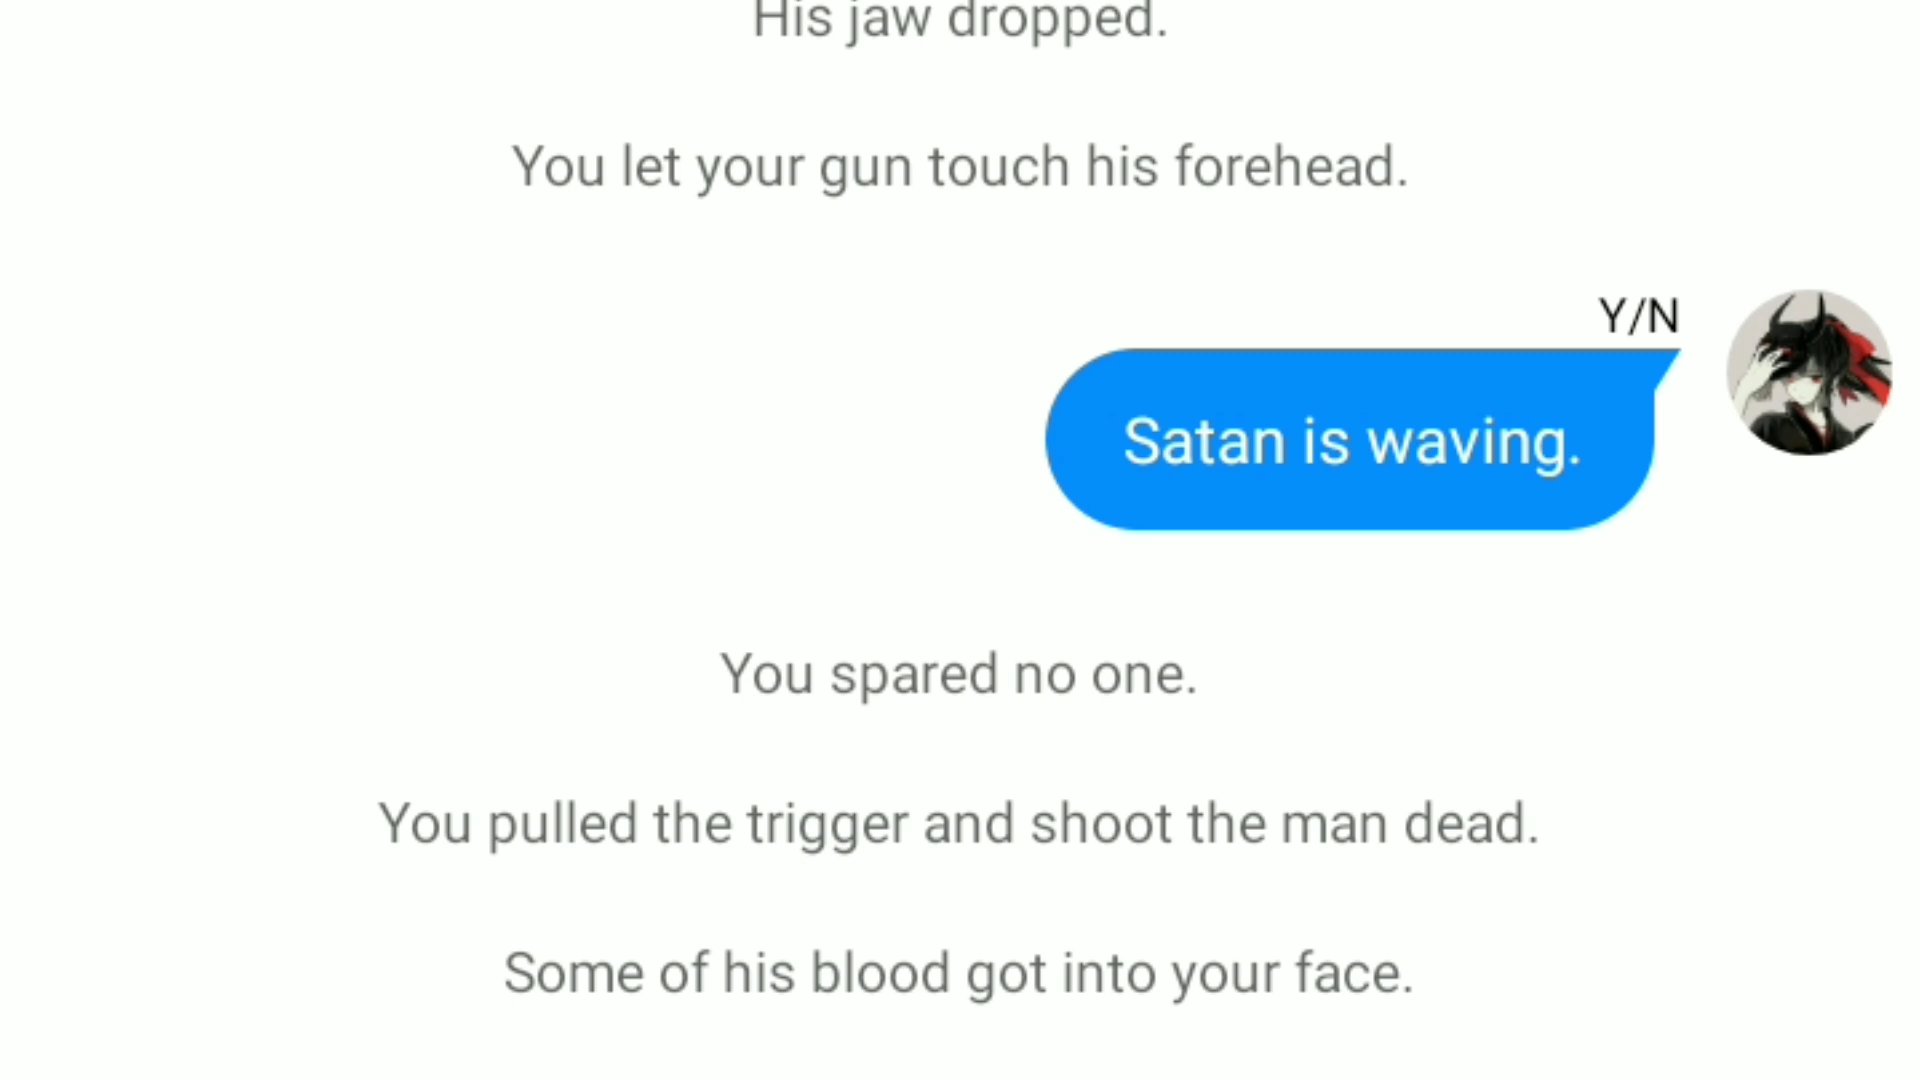 His jaw dropped.
You let your gun touch his forehead.
Y/N
Satan is waving.
You spared no one.
You pulled the trigger and shoot the man dead.
Some of his blood got into your face.